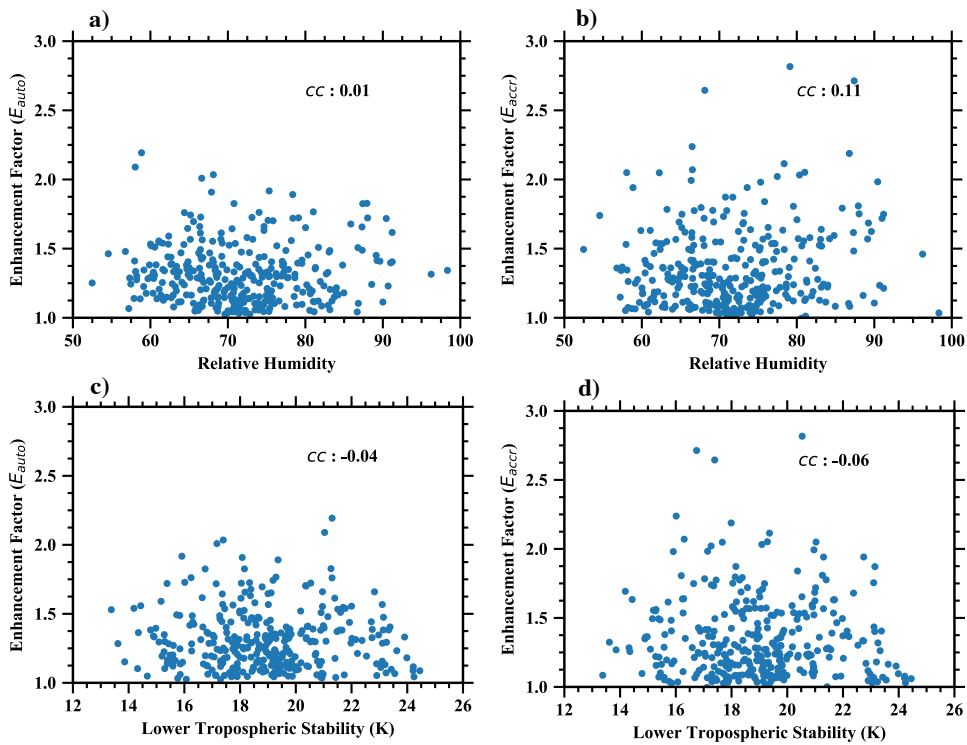 a)
Enhancement Factor (E_auto)
3.0
2.5
2.0
1.5
1.0
cc : 0.01
50 60 70 80 90 100
Relative Humidity
b)
Enhancement Factor (E_accr)
3.0
2.5
2.0
1.5
1.0
cc : 0.11
50 60 70 80 90 100
Relative Humidity
c)
Enhancement Factor (E_auto)
3.0
2.5
2.0
1.5
1.0
cc : -0.04
12 14 16 18 20 22 24 26
Lower Tropospheric Stability (K)
d)
Enhancement Factor (E_accr)
3.0
2.5
2.0
1.5
1.0
cc : -0.06
12 14 16 18 20 22 24 26
Lower Tropospheric Stability (K)